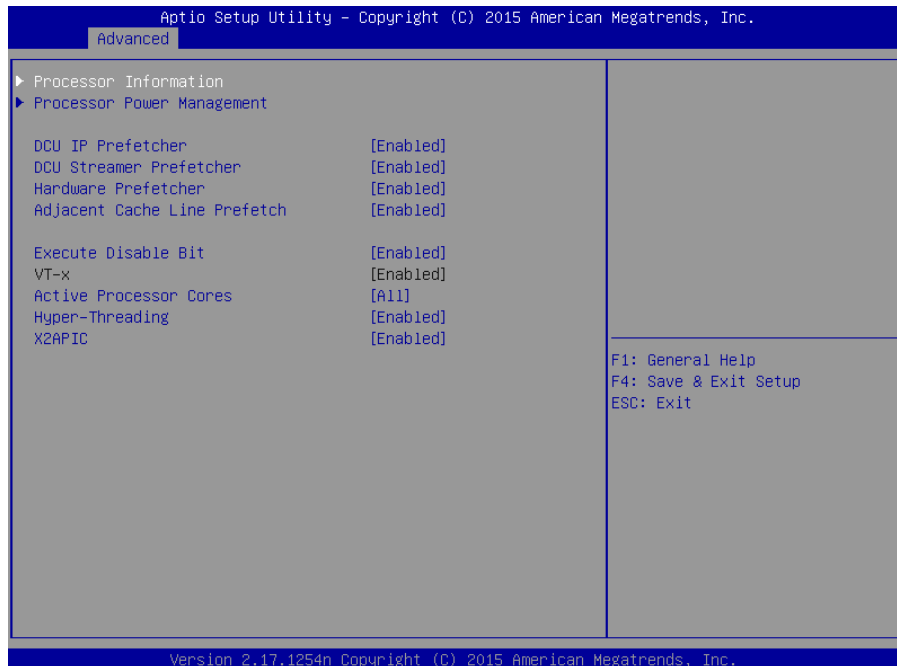 Aptio Setup Utility – Copyright (C) 2015 American Megatrends, Inc.
Advanced
Processor Information
Processor Power Management
DCU IP Prefetcher [Enabled]
DCU Streamer Prefetcher [Enabled]
Hardware Prefetcher [Enabled]
Adjacent Cache Line Prefetch [Enabled]
Execute Disable Bit [Enabled]
VT-x [Enabled]
Active Processor Cores [All]
Hyper-Threading [Enabled]
X2APIC [Enabled]
F1: General Help
F4: Save & Exit Setup
ESC: Exit
Version 2.17.1254n Copyright (C) 2015 American Megatrends, Inc.